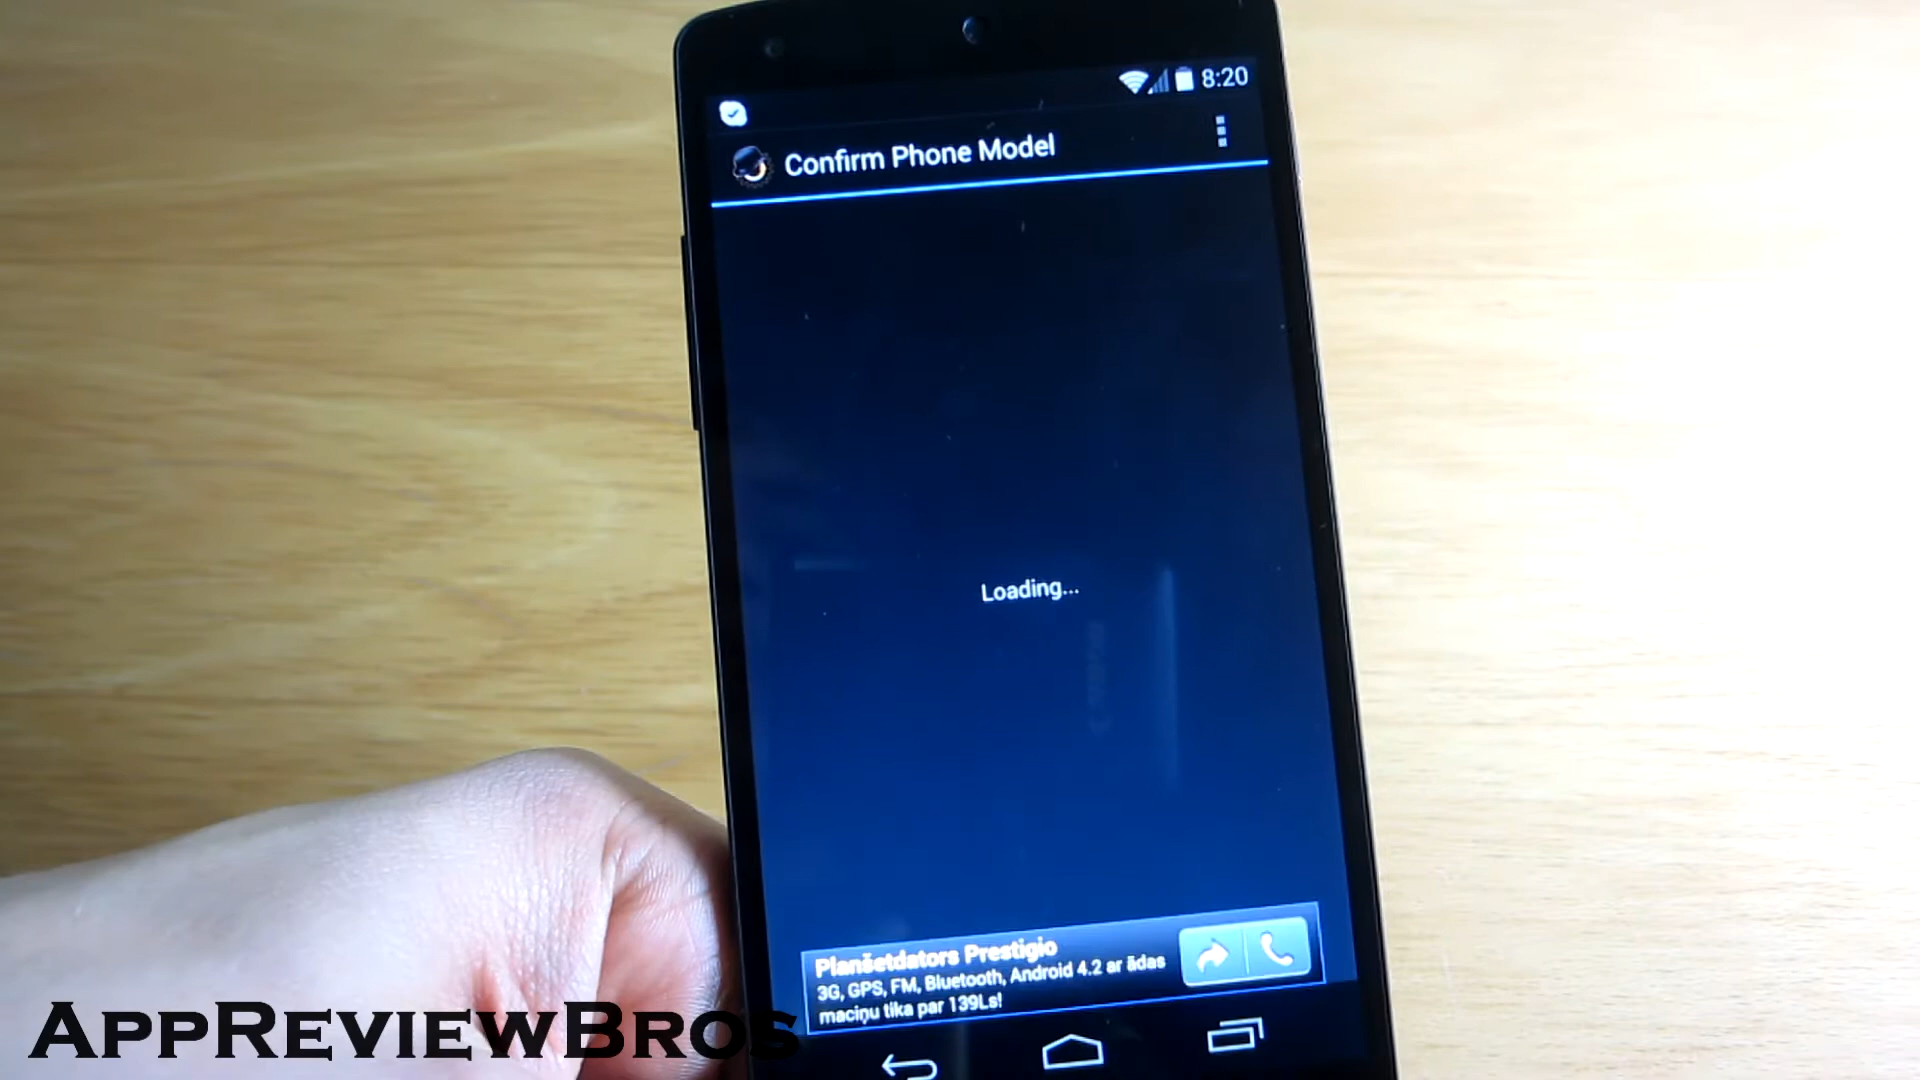 8:20
Confirm Phone Model
Loading...
Planšetdators Prestigio
3G, GPS, FM, Bluetooth, Android 4.2 ar ādas
maciņu tika par 139Ls!
AppReviewBros